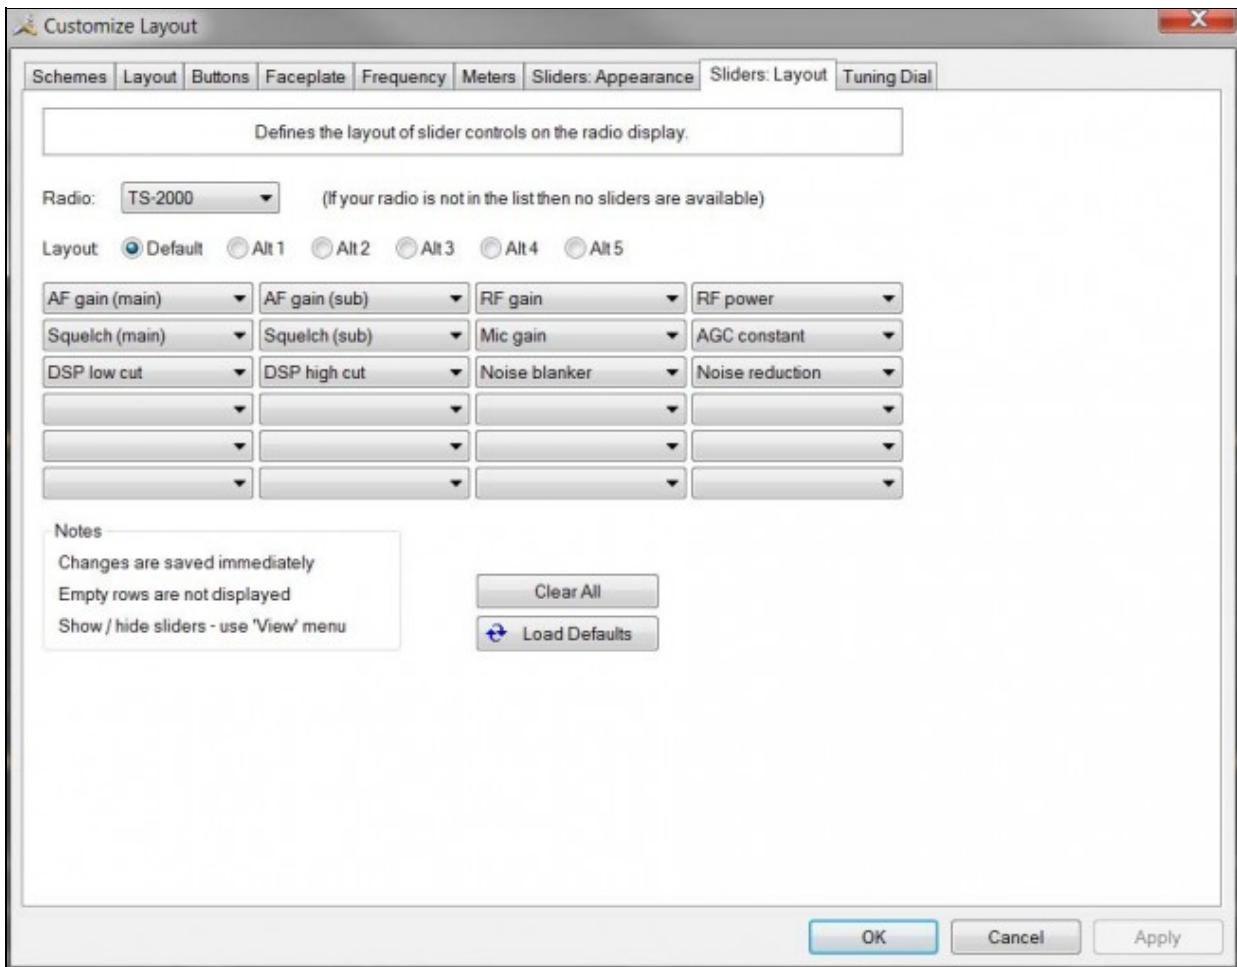 Customize Layout
Schemes Layout Buttons Faceplate Frequency Meters Sliders: Appearance Sliders: Layout Tuning Dial
Defines the layout of slider controls on the radio display.
Radio: TS-2000 (If your radio is not in the list then no sliders are available)
Layout Default Alt 1 Alt 2 Alt 3 Alt 4 Alt 5
AF gain (main) AF gain (sub) RF gain RF power
Squelch (main) Squelch (sub) Mic gain AGC constant
DSP low cut DSP high cut Noise blanker Noise reduction
Notes
Changes are saved immediately
Empty rows are not displayed
Show / hide sliders - use 'View' menu
Clear All
Load Defaults
OK Cancel Apply